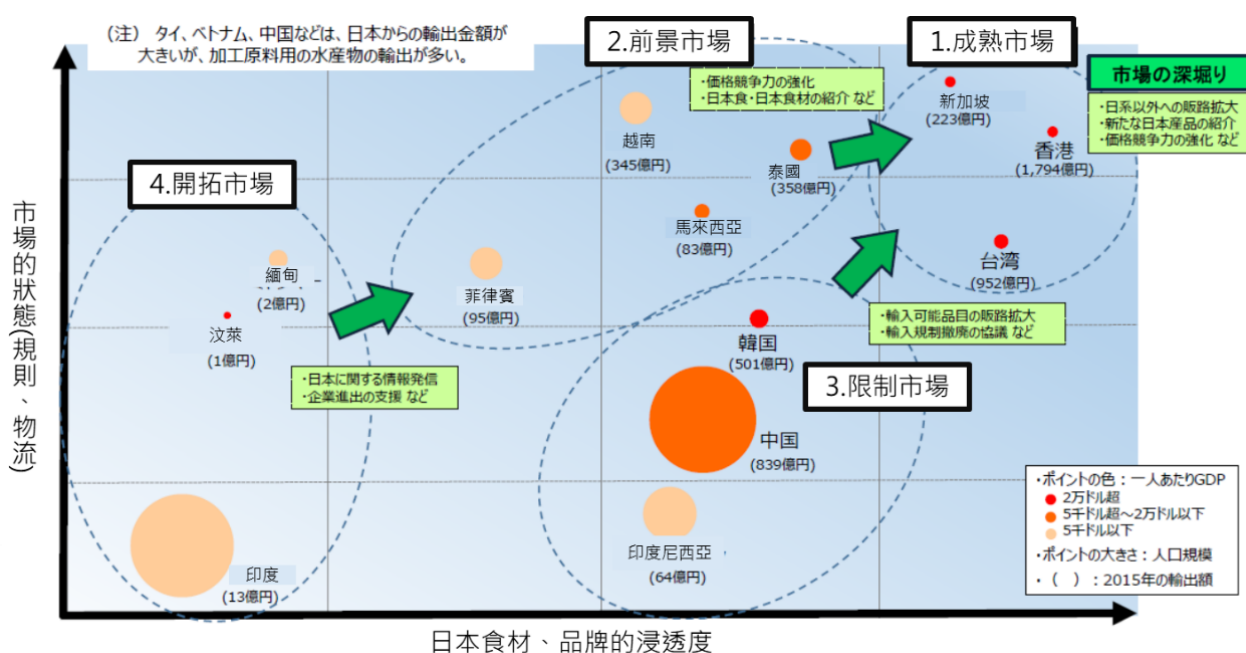 (注) タイ、ベトナム、中国などは、日本からの輸出金額が
大きいが、加工原料用の水産物の輸出が多い。
2.前景市場
1.成熟市場
市場の深堀り
・日系以外への販路拡大
・新たな日本産品の紹介
・価格競争力の強化 など
・価格競争力の強化
・日本食・日本食材の紹介 など
新加坡
(223億円)
香港
(1,794億円)
越南
(345億円)
泰國
(358億円)
4.開拓市場
馬來西亞
(83億円)
台湾
(952億円)
緬甸
(2億円)
菲律賓
(95億円)
汶萊
(1億円)
・輸入可能品目の販路拡大
・輸入規制撤廃の協議 など
韓国
(501億円)
・日本に関する情報発信
・企業進出の支援 など
3.限制市場
中国
(839億円)
印度尼西亞
(64億円)
印度
(13億円)
・ポイントの色:一人あたりGDP
2万ドル超
5千ドル超~2万ドル以下
5千ドル以下
・ポイントの大きさ:人口規模
・( ):2015年の輸出額
市場的狀態(規則、物流)
日本食材、品牌的浸透度